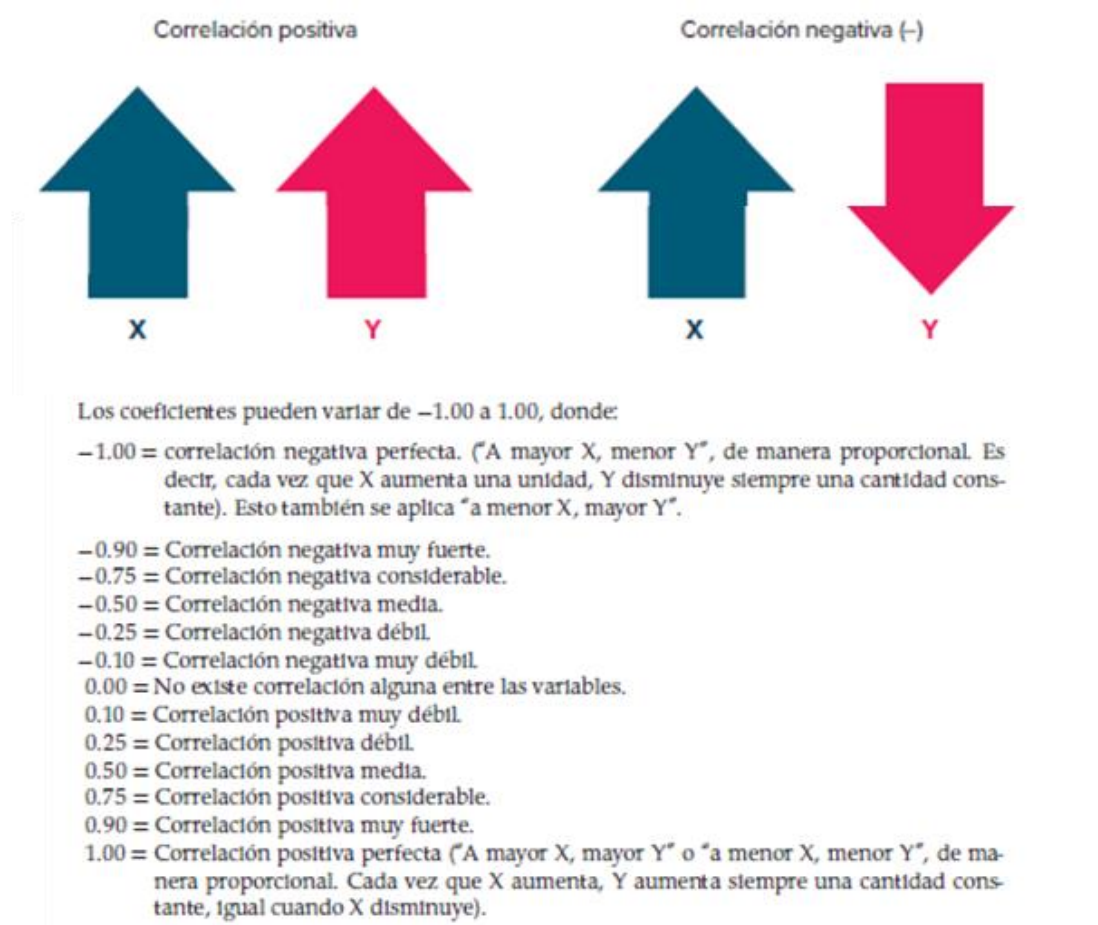 Correlación positiva
Correlación negativa (–)
X
Y
X
Y
Los coeficientes pueden variar de –1.00 a 1.00, donde:
–1.00 = correlación negativa perfecta. (“A mayor X, menor Y”, de manera proporcional. Es
decir, cada vez que X aumenta una unidad, Y disminuye siempre una cantidad cons-
tante). Esto también se aplica “a menor X, mayor Y”.
–0.90 = Correlación negativa muy fuerte.
–0.75 = Correlación negativa considerable.
–0.50 = Correlación negativa media.
–0.25 = Correlación negativa débil.
–0.10 = Correlación negativa muy débil.
0.00 = No existe correlación alguna entre las variables.
0.10 = Correlación positiva muy débil.
0.25 = Correlación positiva débil.
0.50 = Correlación positiva media.
0.75 = Correlación positiva considerable.
0.90 = Correlación positiva muy fuerte.
1.00 = Correlación positiva perfecta (“A mayor X, mayor Y” o “a menor X, menor Y”, de ma-
nera proporcional. Cada vez que X aumenta, Y aumenta siempre una cantidad cons-
tante, igual cuando X disminuye).